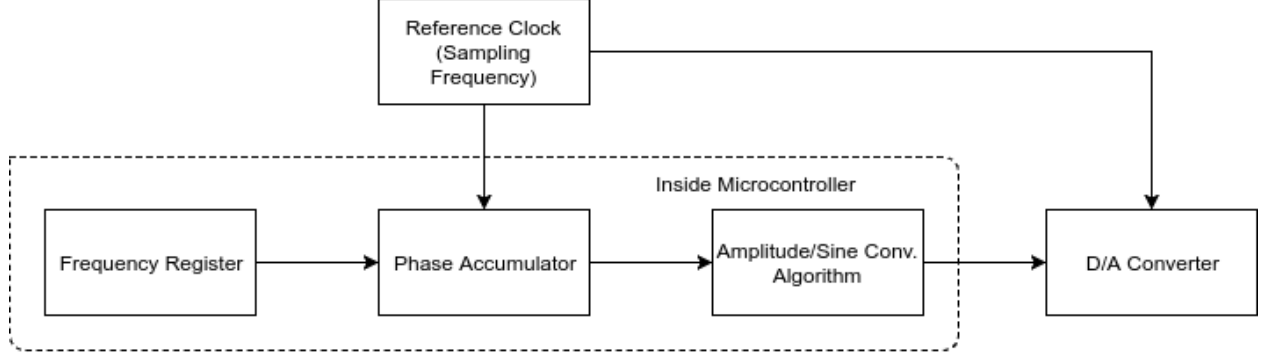 Reference Clock
(Sampling
Frequency)
Inside Microcontroller
Frequency Register
Phase Accumulator
Amplitude/Sine Conv.
Algorithm
D/A Converter